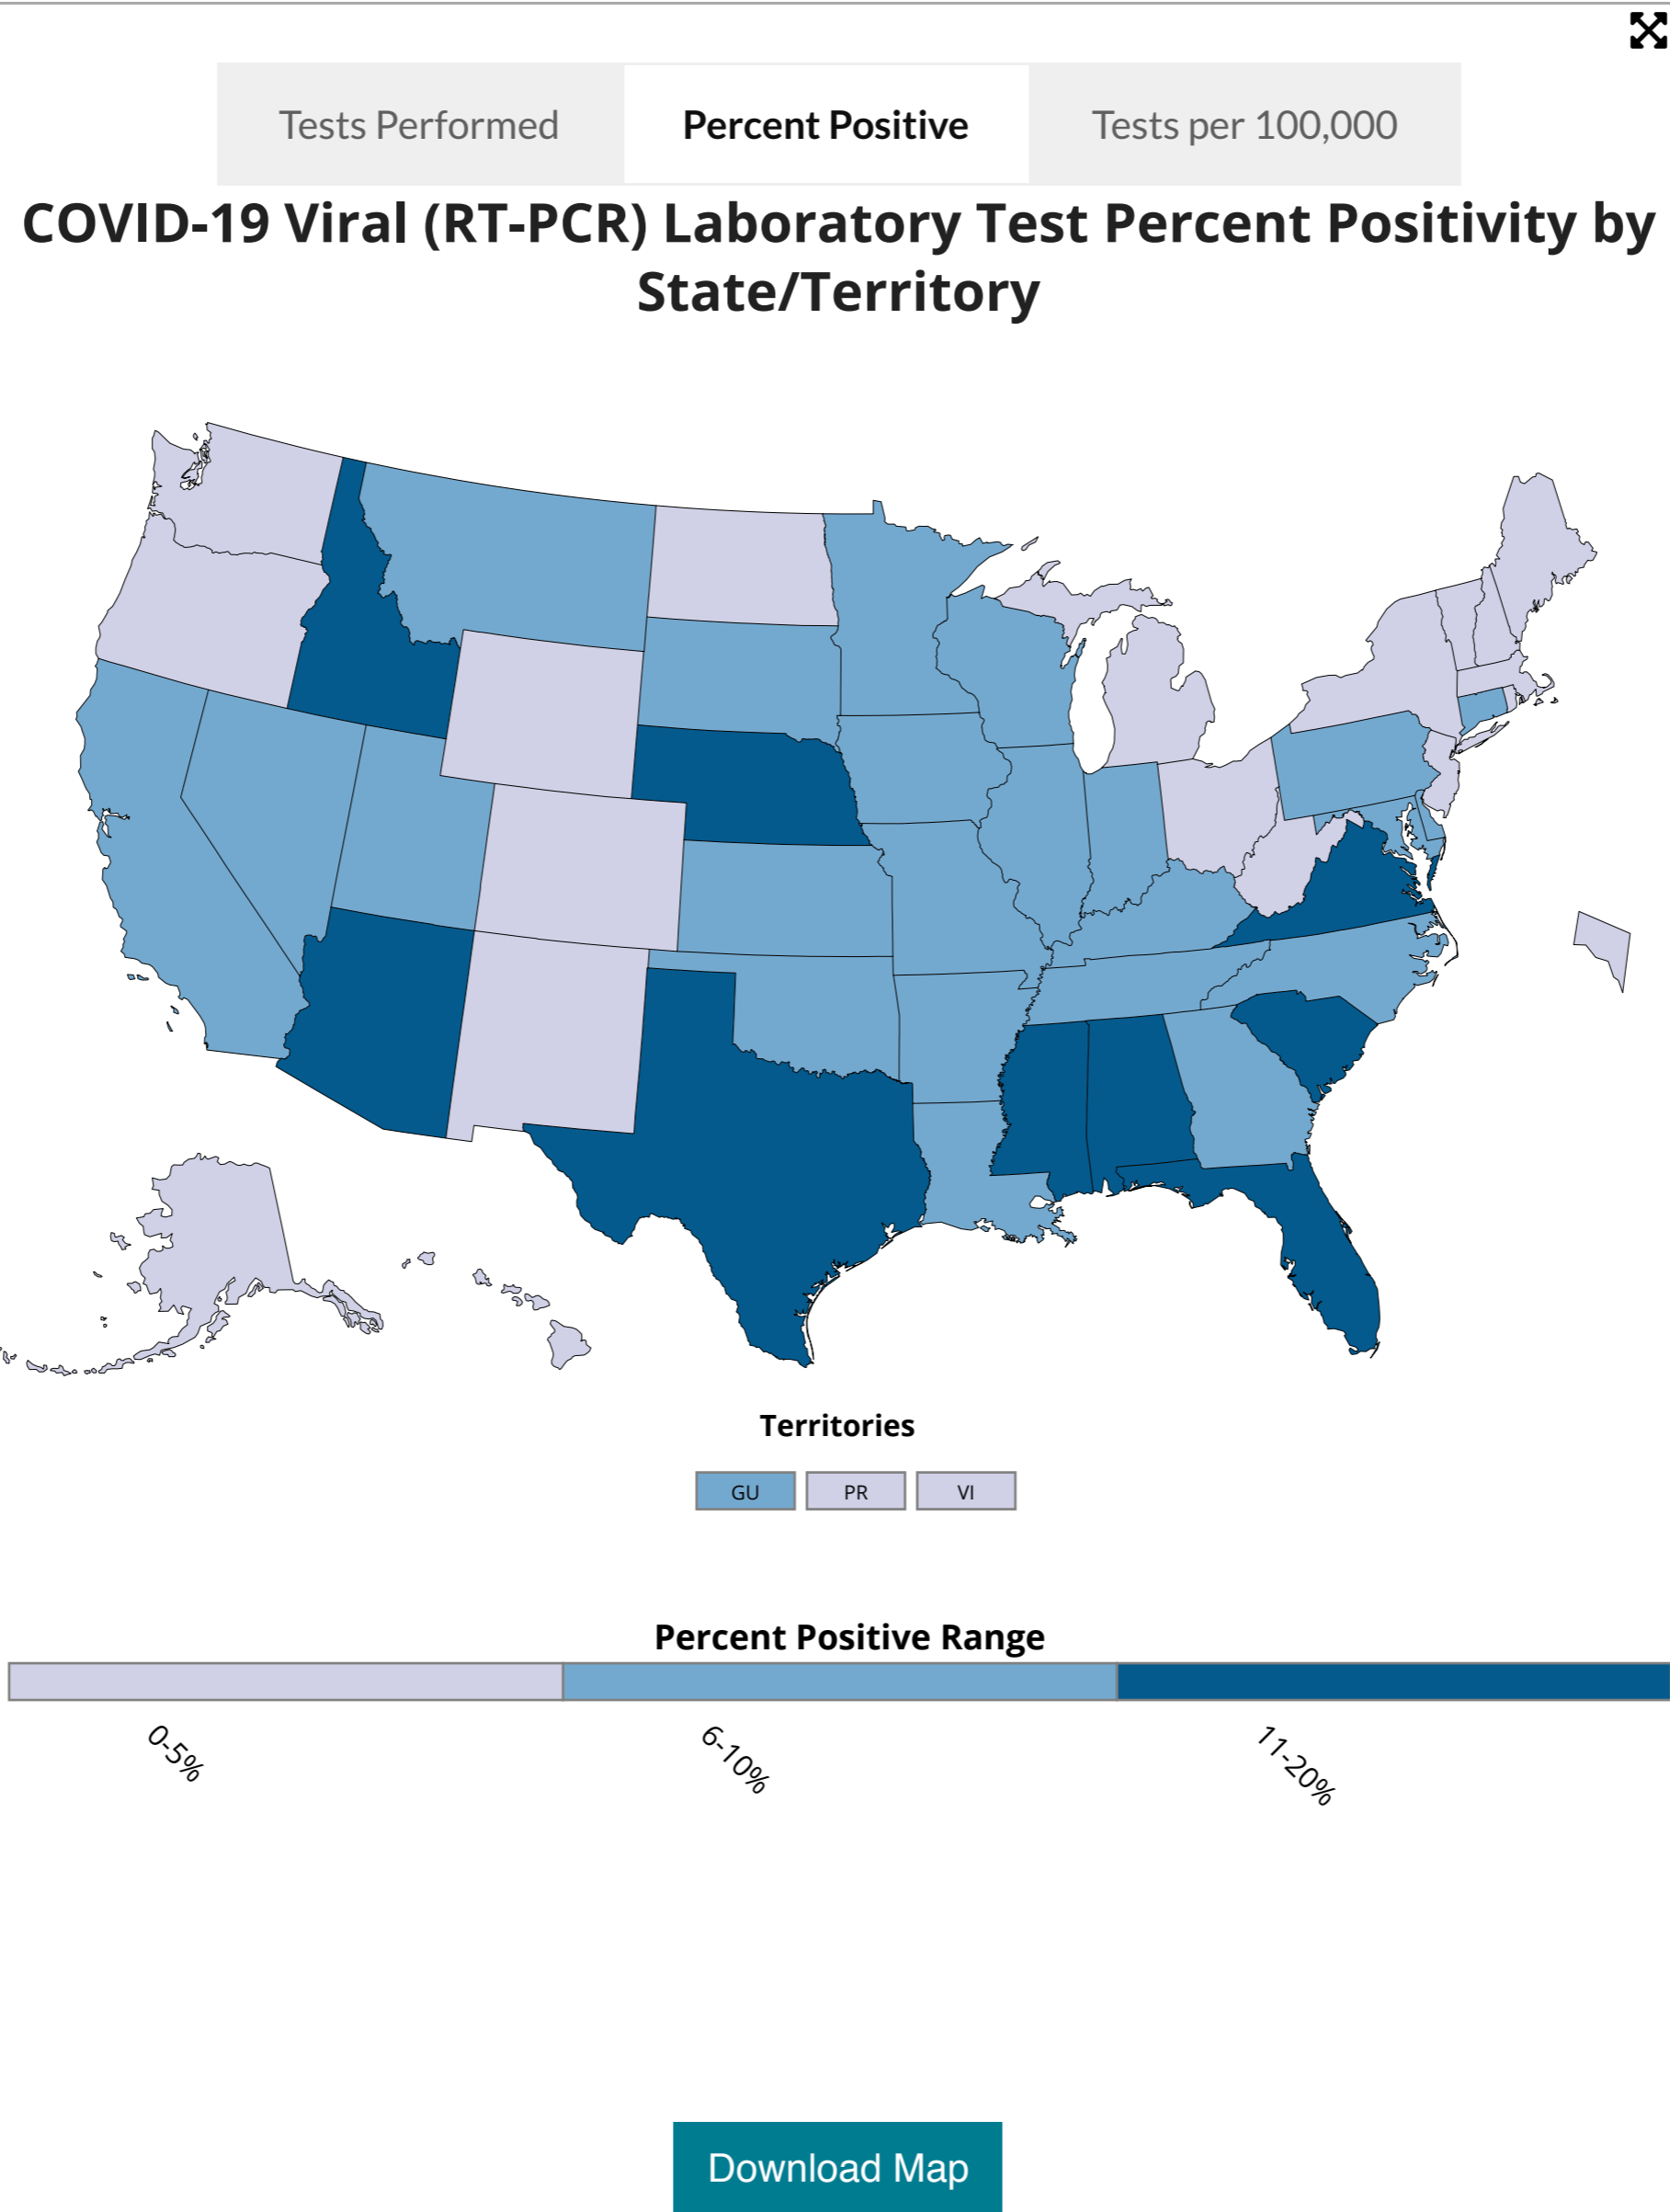 Tests Performed
Percent Positive
Tests per 100,000
COVID-19 Viral (RT-PCR) Laboratory Test Percent Positivity by
State/Territory
Territories
GU
PR
VI
Percent Positive Range
0-5%
6-10%
11-20%
Download Map